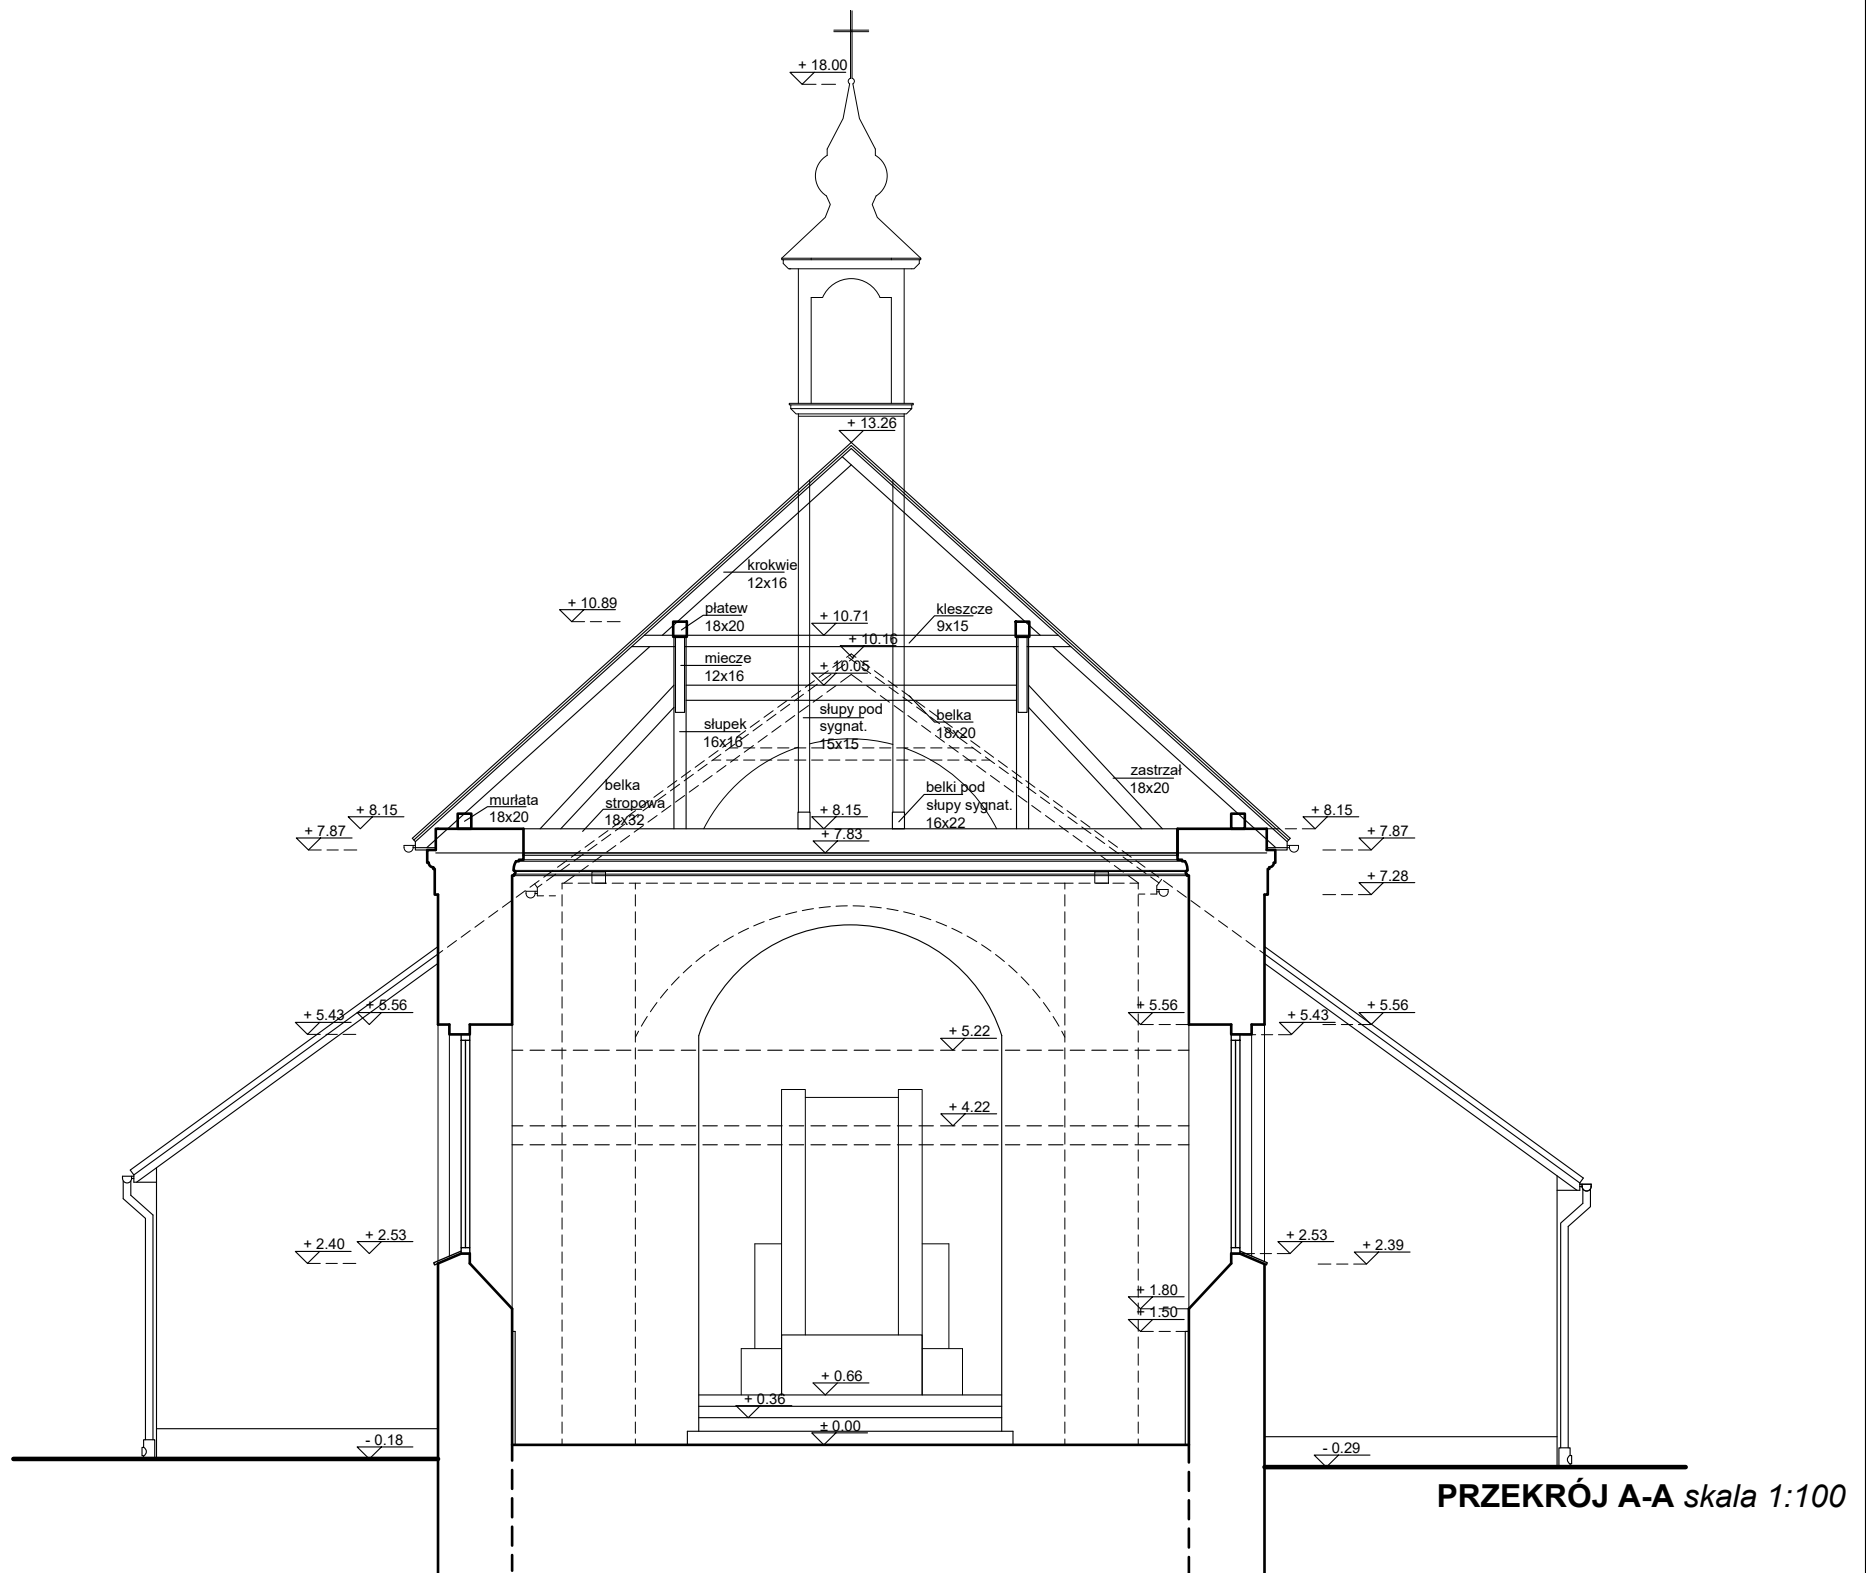 + 18.00
+ 13.26
krokwie
12x16
+ 10.89
płatew
18x20
+ 10.71
kleszcze
9x15
+ 10.16
miecze
12x16
+ 10.05
słupek
16x16
słupy pod
sygnat.
15x15
belka
18x20
zastrzał
18x20
belka
stropowa
18x32
murłata
18x20
belki pod
słupy sygnat.
16x22
+ 8.15
+ 8.15
+ 8.15
+ 7.87
+ 7.83
+ 7.87
+ 7.28
+ 5.43
+ 5.56
+ 5.56
+ 5.43
+ 5.56
+ 5.22
+ 4.22
+ 2.40
+ 2.53
+ 2.53
+ 2.39
+ 1.80
+ 1.50
+ 0.66
+ 0.36
± 0.00
- 0.18
- 0.29
PRZEKRÓJ A-A skala 1:100